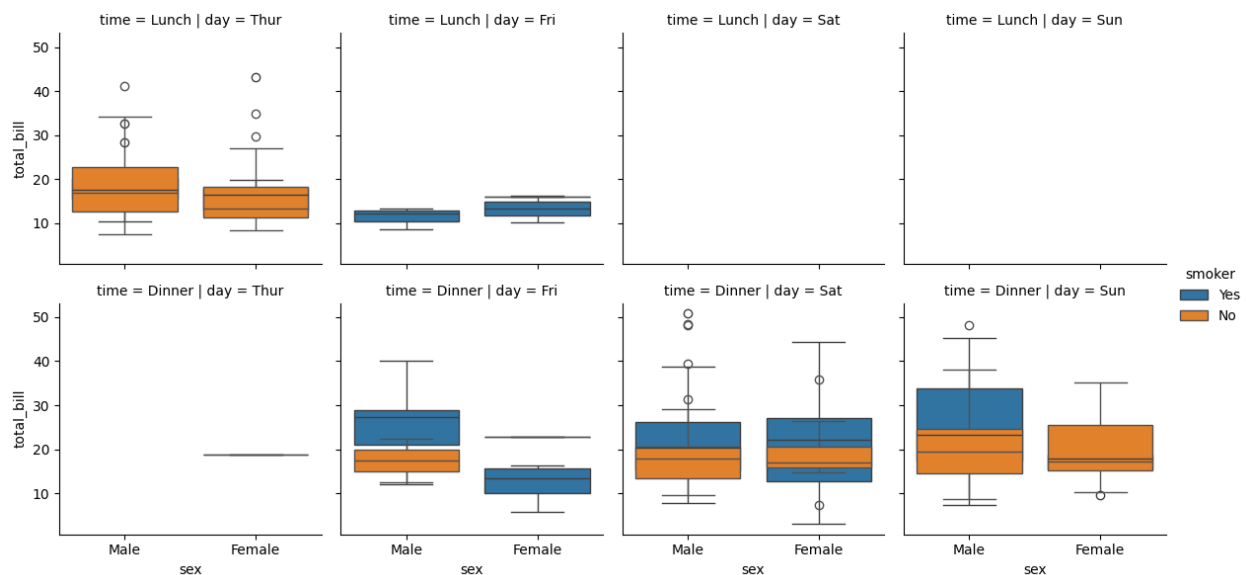 time = Lunch | day = Thur
time = Lunch | day = Fri
time = Lunch | day = Sat
time = Lunch | day = Sun
50
40
30
20
10
total_bill
time = Dinner | day = Thur
time = Dinner | day = Fri
time = Dinner | day = Sat
time = Dinner | day = Sun
50
40
30
20
10
total_bill
Male
Female
Male
Female
Male
Female
Male
Female
sex
sex
sex
sex
smoker
Yes
No